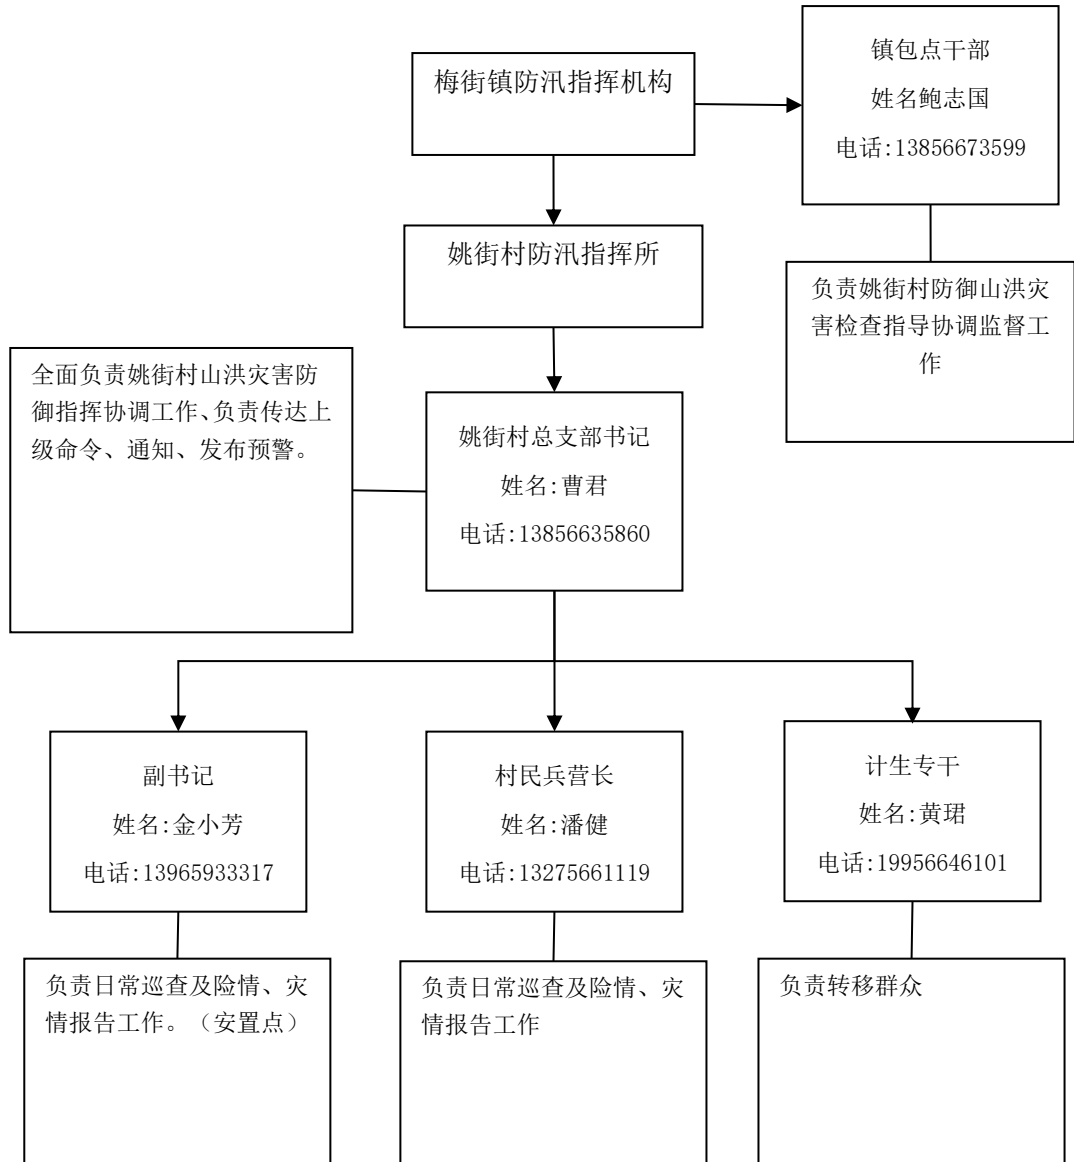 梅街镇防汛指挥机构
镇包点干部
姓名鲍志国
电话:13856673599
姚街村防汛指挥所
负责姚街村防御山洪灾
害检查指导协调监督工
作
全面负责姚街村山洪灾害防
御指挥协调工作、负责传达上
级命令、通知、发布预警。
姚街村总支部书记
姓名:曹君
电话:13856635860
副书记
姓名:金小芳
电话:13965933317
村民兵营长
姓名:潘健
电话:13275661119
计生专干
姓名:黄珺
电话:19956646101
负责日常巡查及险情、灾
情报告工作。（安置点）
负责日常巡查及险情、灾
情报告工作
负责转移群众